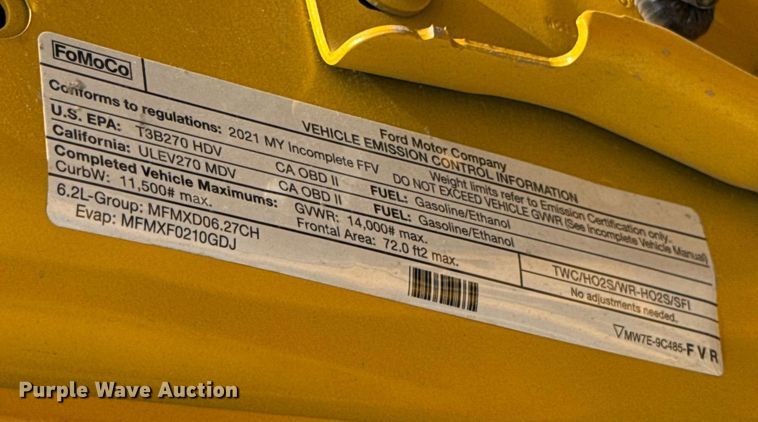 FoMoCo
Ford Motor Company
VEHICLE EMISSION CONTROL INFORMATION
Conforms to regulations: 2021 MY Incomplete FFV
Weight limits refer to Emission Certification only.
DO NOT EXCEED VEHICLE GVWR (See Incomplete Vehicle Manual)
U.S. EPA: T3B270 HDV CA OBD II FUEL: Gasoline/Ethanol
California: ULEV270 MDV CA OBD II FUEL: Gasoline/Ethanol
Completed Vehicle Maximums: GVWR: 14,000# max.
CurbW: 11,500# max. Frontal Area: 72.0 ft2 max.
6.2L-Group: MFMXD06.27CH
Evap: MFMXF0210GDJ
TWC/HO2S/WR-HO2S/SFI
No adjustments needed.
▽MW7E-9C485-F V R
Purple Wave Auction